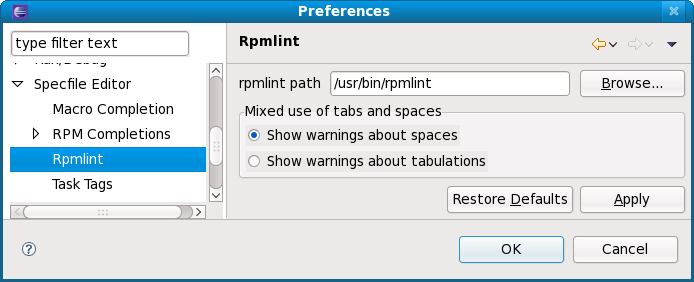 Preferences
type filter text
Run/Debug
Specfile Editor
Macro Completion
RPM Completions
Rpmlint
Task Tags
Rpmlint
rpmlint path /usr/bin/rpmlint Browse...
Mixed use of tabs and spaces
Show warnings about spaces
Show warnings about tabulations
Restore Defaults Apply
? OK Cancel